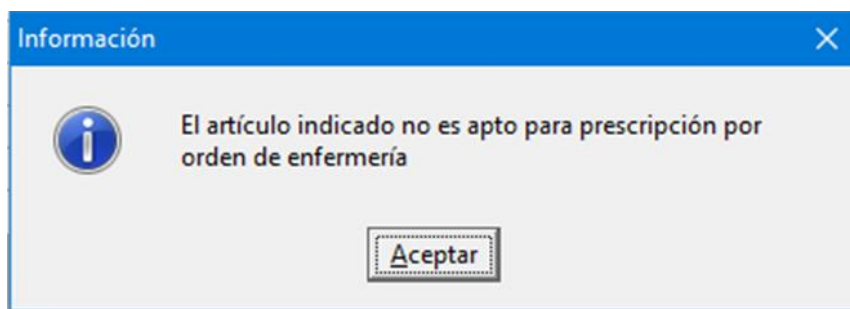 Información
El artículo indicado no es apto para prescripción por
orden de enfermería
Aceptar